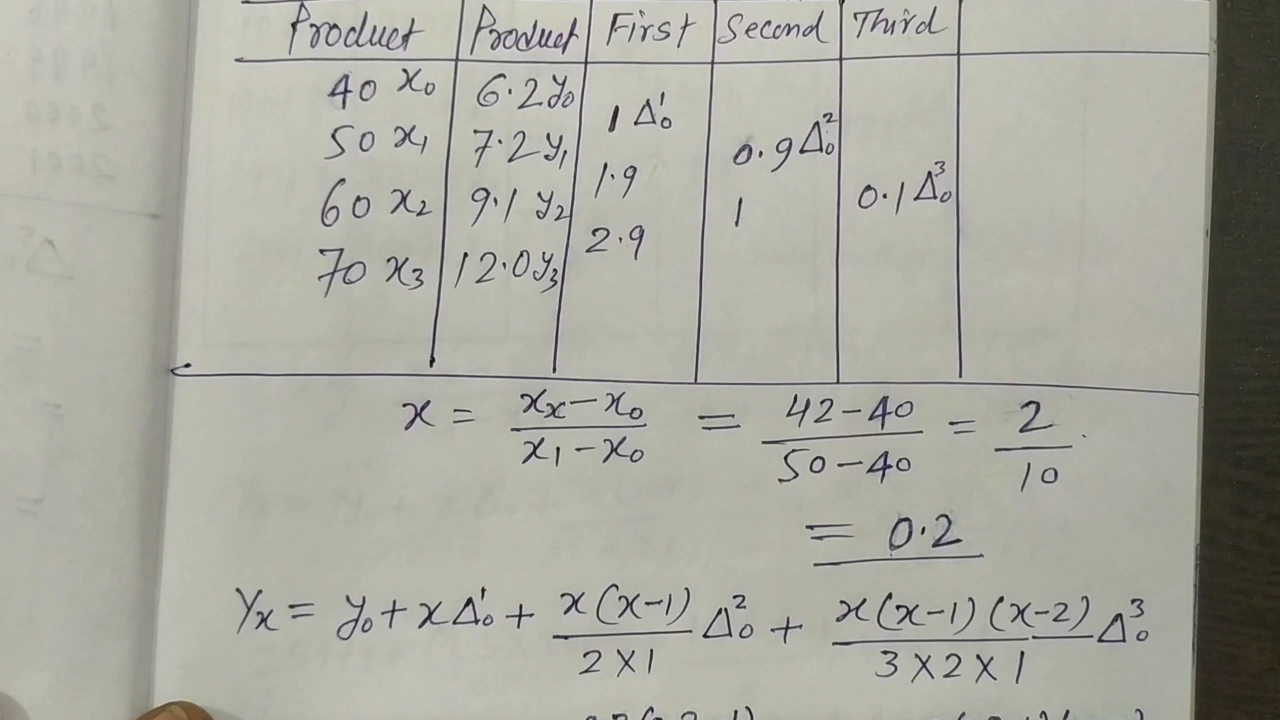 Product Product First Second Third
40 x₀ 6.2 y₀
1 Δ¹₀
50 x₁ 7.2 y₁
0.9 Δ²₀
1.9
60 x₂ 9.1 y₂
1
0.1 Δ³₀
2.9
70 x₃ 12.0 y₃
x = (xₓ − x₀)/(x₁ − x₀) = (42 − 40)/(50 − 40) = 2/10
= 0.2
Yx = y₀ + xΔ¹₀ + x(x−1)/(2×1) Δ²₀ + x(x−1)(x−2)/(3×2×1) Δ³₀